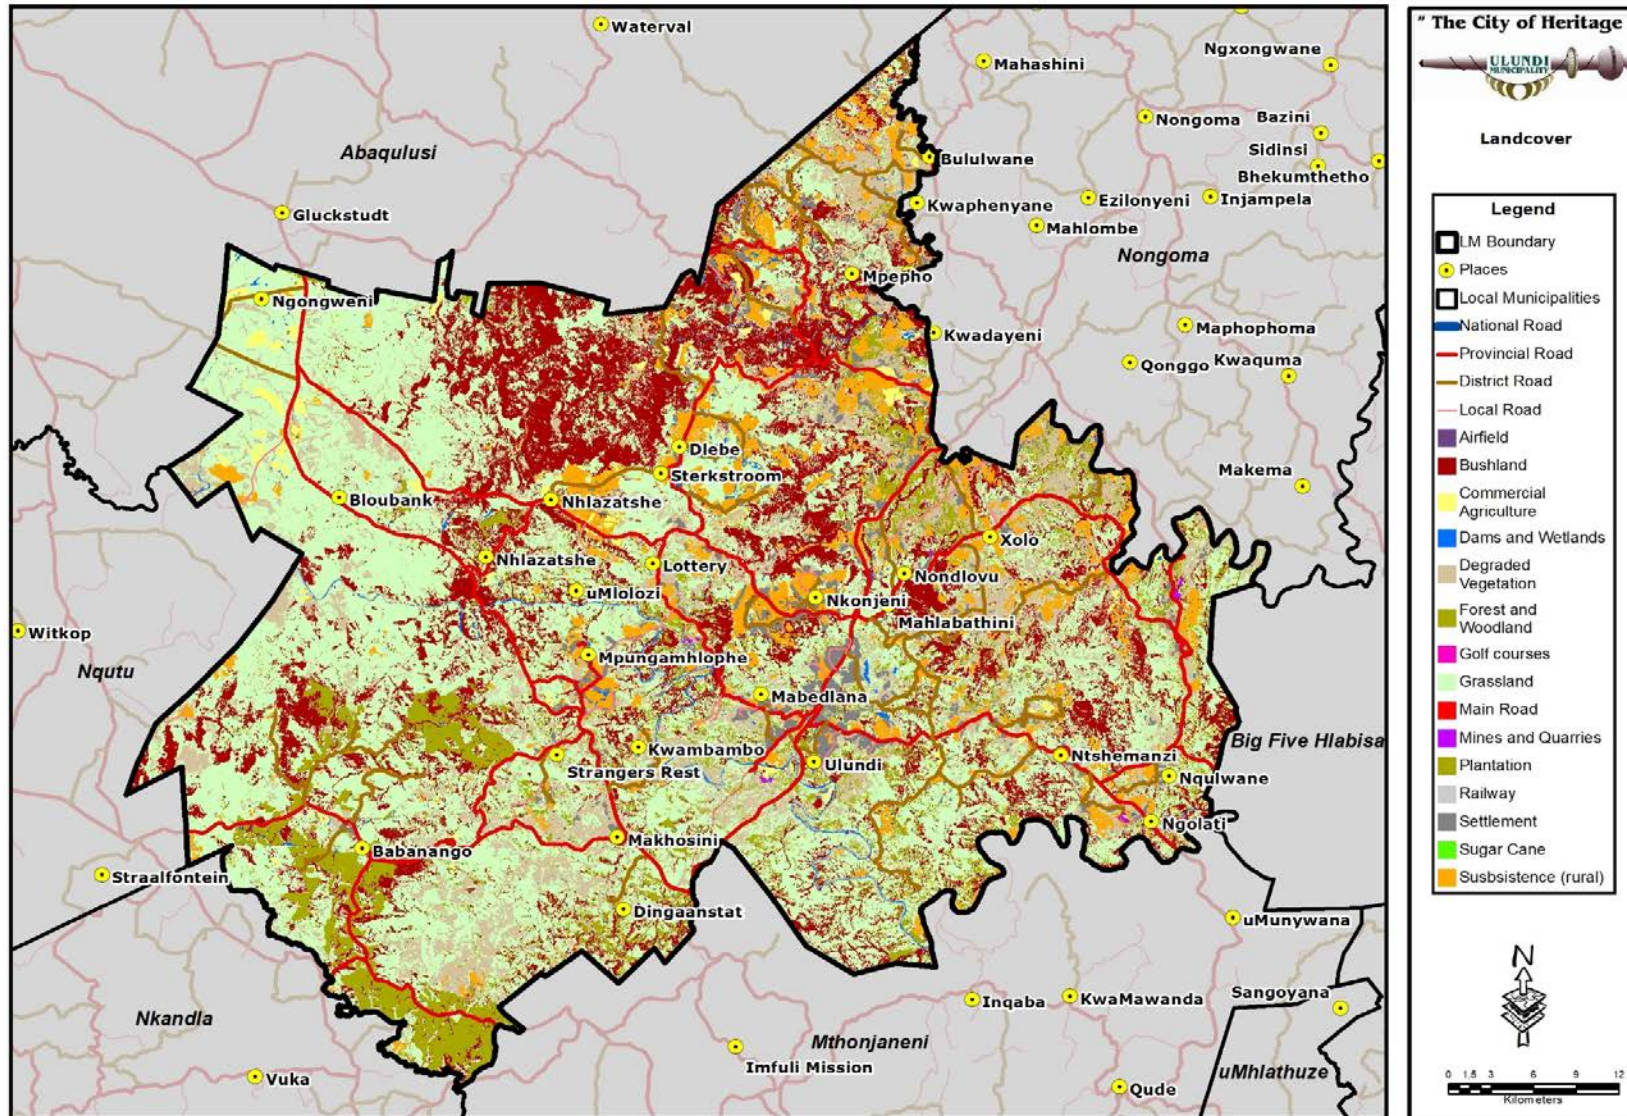 Waterval
Mahashini
Ngxongwane
Nongoma
Bazini
Abaqulusi
Bululwane
Sidinsi
Bhekumthetho
Gluckstudt
Kwaphenyane
Ezilonyeni
Injampela
Mahlombe
Nongoma
Mpepho
Ngongweni
Kwadayeni
Maphophoma
Qonggo
Kwaquma
Dlebe
Sterkstroom
Makema
Bloubank
Nhlazatshe
Xolo
Nhlazatshe
Lottery
Nondlovu
uMlolozi
Nkonjeni
Mahlabathini
Witkop
Nqutu
Mpungamhlophe
Mabedlana
Kwambambo
Big Five Hlabisa
Strangers Rest
Ulundi
Ntshemanzi
Nqulwane
Ngolati
Makhosini
Babanango
Straalfontein
Dingaanstat
uMunywana
Inqaba
KwaMawanda
Sangoyana
Nkandla
Mthonjaneni
Imfuli Mission
uMhlathuze
Vuka
Qude
" The City of Heritage
ULUNDI
MUNICIPALITY
Landcover
Legend
LM Boundary
Places
Local Municipalities
National Road
Provincial Road
District Road
Local Road
Airfield
Bushland
Commercial
Agriculture
Dams and Wetlands
Degraded
Vegetation
Forest and
Woodland
Golf courses
Grassland
Main Road
Mines and Quarries
Plantation
Railway
Settlement
Sugar Cane
Susbsistence (rural)
N
0 1,5 3 6 9 12
Kilometers